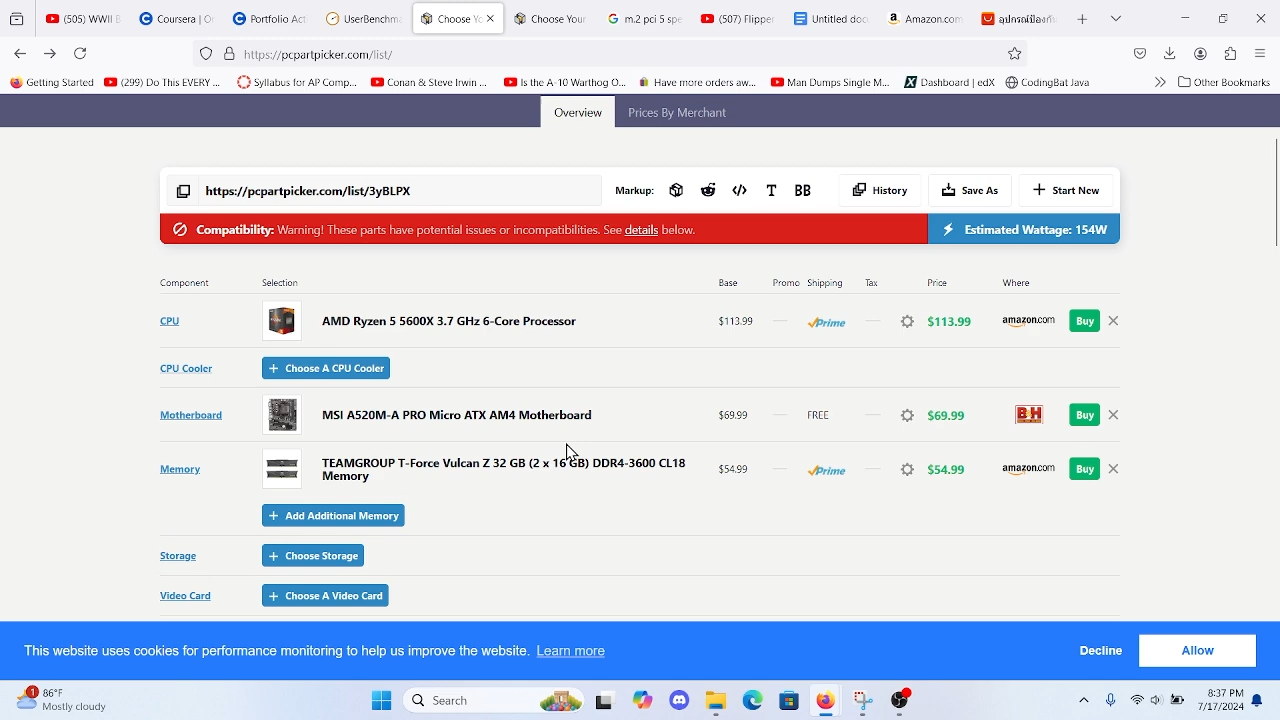 (505) WWII B
Coursera | O
Portfolio Act
UserBenchm
Choose Yo
Choose Your
m.2 pci 5 spe
(507) Flipper
Untitled doc
Amazon.com
https://pcpartpicker.com/list/
Getting Started
(299) Do This EVERY ...
Syllabus for AP Comp...
Conan & Steve Irwin ...
Is the A-10 Warthog O...
Have more orders aw...
Man Dumps Single M...
Dashboard | edX
CodingBat Java
Other Bookmarks
Overview
Prices By Merchant
https://pcpartpicker.com/list/3yBLPX
Markup:
T
BB
History
Save As
Start New
Compatibility: Warning! These parts have potential issues or incompatibilities. See details below.
Estimated Wattage: 154W
Component Selection Base Promo Shipping Tax Price Where
CPU AMD Ryzen 5 5600X 3.7 GHz 6-Core Processor $113.99 Prime $113.99 amazon.com Buy
CPU Cooler + Choose A CPU Cooler
Motherboard MSI A520M-A PRO Micro ATX AM4 Motherboard $69.99 FREE $69.99 B&H Buy
Memory TEAMGROUP T-Force Vulcan Z 32 GB (2 x 16 GB) DDR4-3600 CL18 Memory $54.99 Prime $54.99 amazon.com Buy
+ Add Additional Memory
Storage + Choose Storage
Video Card + Choose A Video Card
This website uses cookies for performance monitoring to help us improve the website. Learn more
Decline
Allow
1
86°F
Mostly cloudy
Search
8:37 PM
7/17/2024